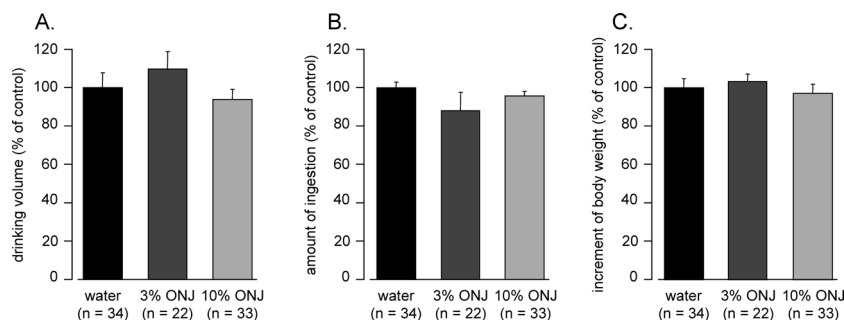 A.
drinking volume (% of control)
120
100
80
60
40
20
0
water
(n = 34)
3% ONJ
(n = 22)
10% ONJ
(n = 33)
B.
amount of ingestion (% of control)
120
100
80
60
40
20
0
water
(n = 34)
3% ONJ
(n = 22)
10% ONJ
(n = 33)
C.
increment of body weight (% of control)
120
100
80
60
40
20
0
water
(n = 34)
3% ONJ
(n = 22)
10% ONJ
(n = 33)